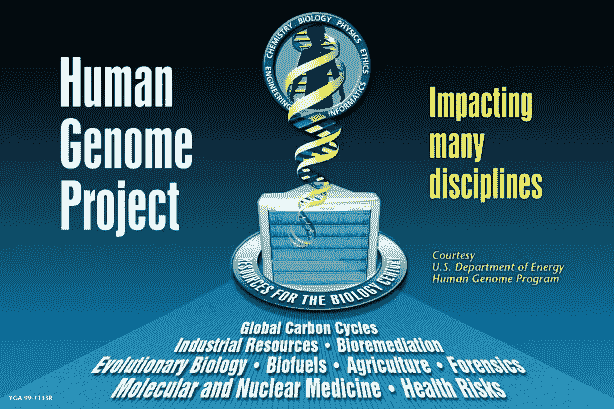 Human
Genome
Project
ENGINEERING CHEMISTRY BIOLOGY PHYSICS ETHICS INFORMATICS
Impacting
many
disciplines
RESOURCES FOR THE BIOLOGY CENTURY
Courtesy
U.S. Department of Energy
Human Genome Program
Global Carbon Cycles
Industrial Resources • Bioremediation
Evolutionary Biology • Biofuels • Agriculture • Forensics
Molecular and Nuclear Medicine • Health Risks